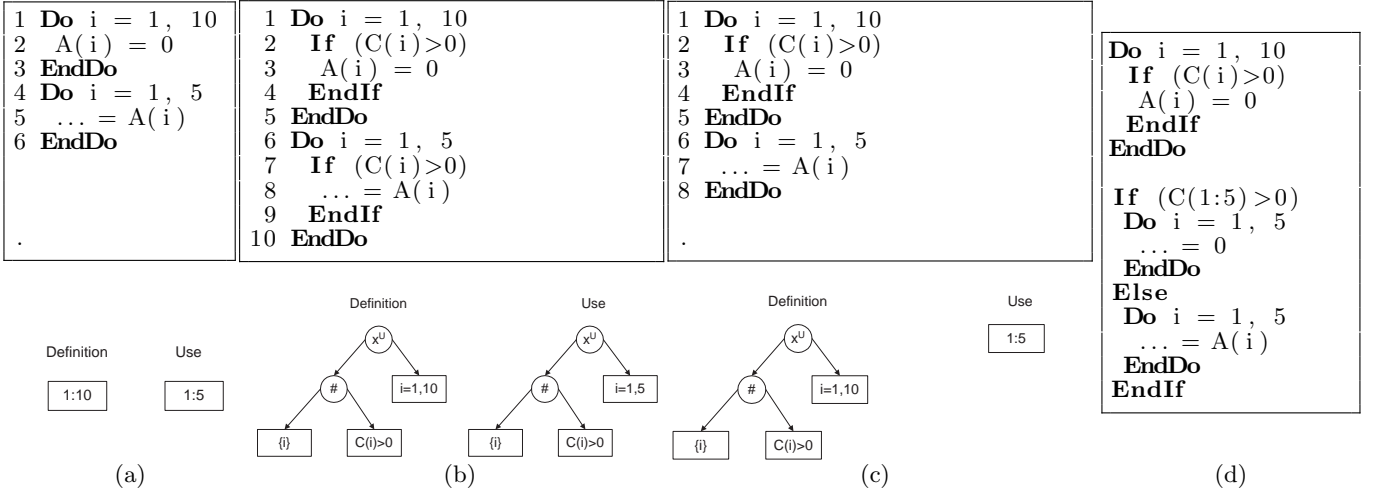 1 Do i = 1, 10
2 A(i) = 0
3 EndDo
4 Do i = 1, 5
5 ... = A(i)
6 EndDo
.
Definition Use
1:10 1:5
(a)
1 Do i = 1, 10
2 If (C(i)>0)
3 A(i) = 0
4 EndIf
5 EndDo
6 Do i = 1, 5
7 If (C(i)>0)
8 ... = A(i)
9 EndIf
10 EndDo
Definition Use
x^U x^U
# i=1,10 # i=1,5
{i} C(i)>0 {i} C(i)>0
(b)
1 Do i = 1, 10
2 If (C(i)>0)
3 A(i) = 0
4 EndIf
5 EndDo
6 Do i = 1, 5
7 ... = A(i)
8 EndDo
.
Definition Use
x^U 1:5
# i=1,10
{i} C(i)>0
(c)
Do i = 1, 10
If (C(i)>0)
A(i) = 0
EndIf
EndDo
If (C(1:5)>0)
Do i = 1, 5
... = 0
EndDo
Else
Do i = 1, 5
... = A(i)
EndDo
EndIf
(d)